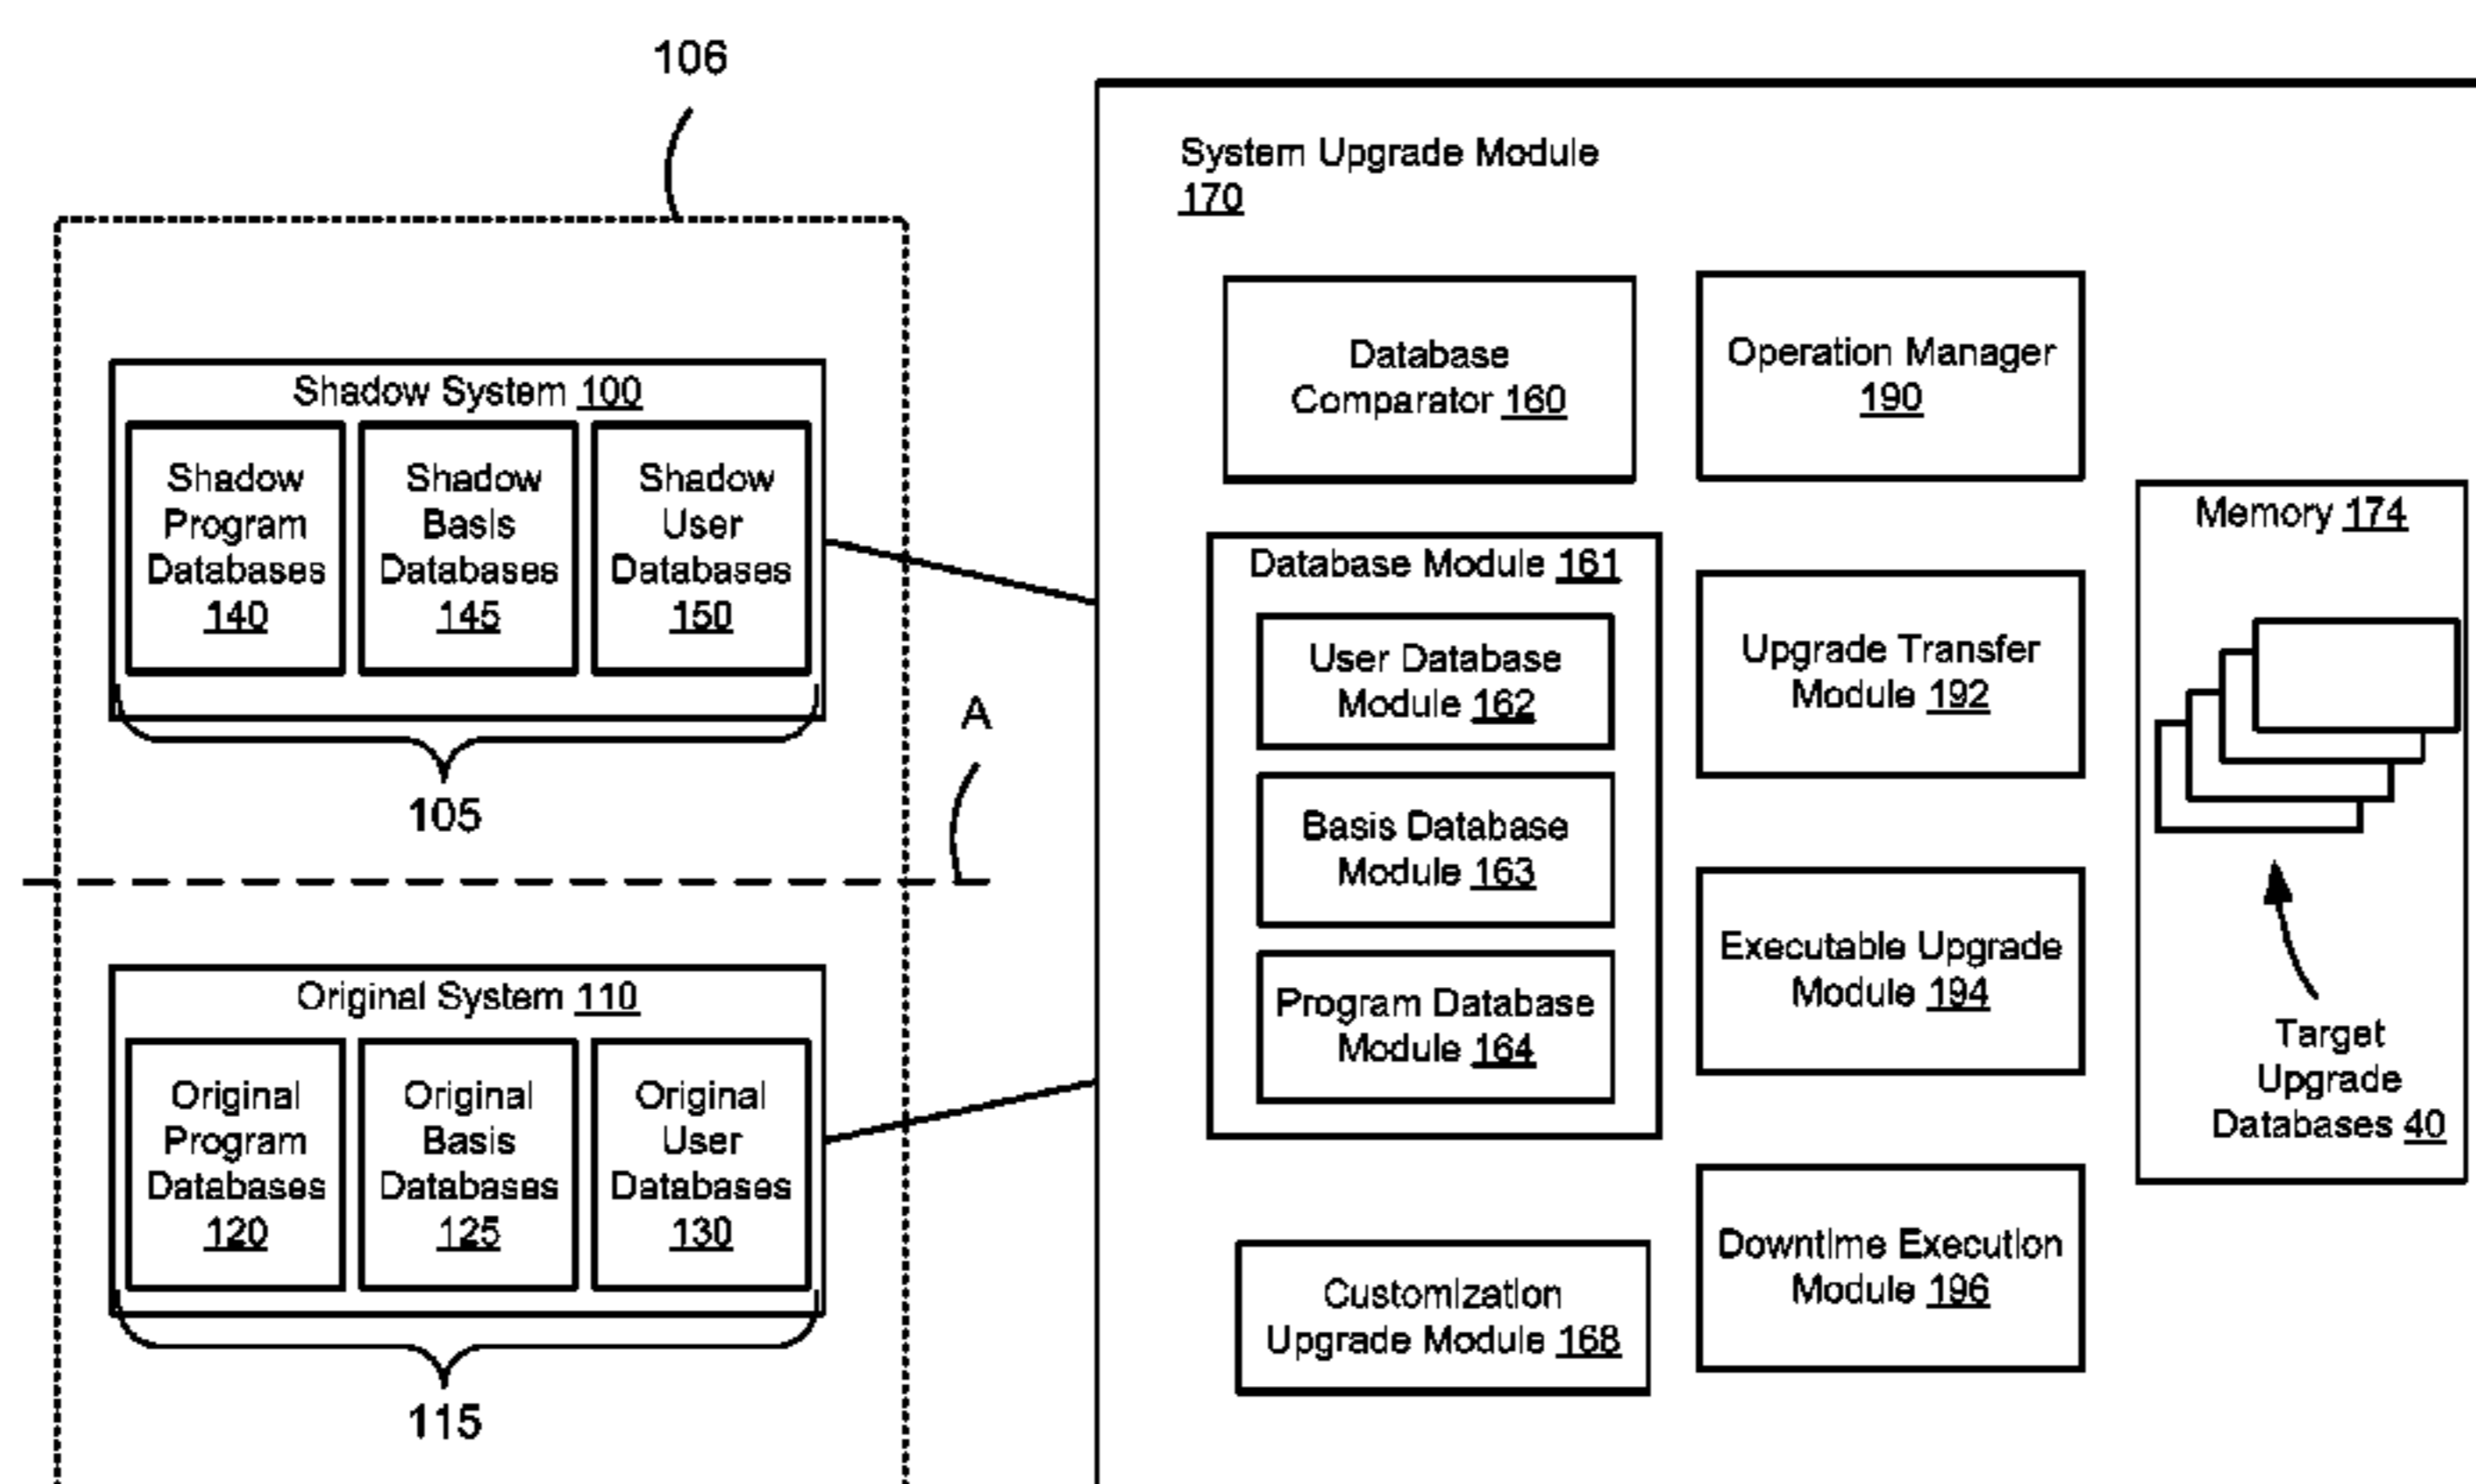 106
System Upgrade Module
170
Shadow System 100
Shadow
Program
Databases
140
Shadow
Basis
Databases
145
Shadow
User
Databases
150
105
A
Original System 110
Original
Program
Databases
120
Original
Basis
Databases
125
Original
User
Databases
130
115
Database
Comparator 160
Database Module 161
User Database
Module 162
Basis Database
Module 163
Program Database
Module 164
Customization
Upgrade Module 168
Operation Manager
190
Upgrade Transfer
Module 192
Executable Upgrade
Module 194
Downtime Execution
Module 196
Memory 174
Target
Upgrade
Databases 40